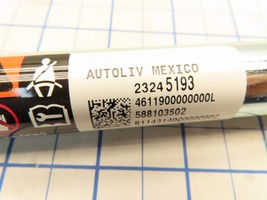 AUTOLIV MEXICO
23245193
4611900000000L
588103502